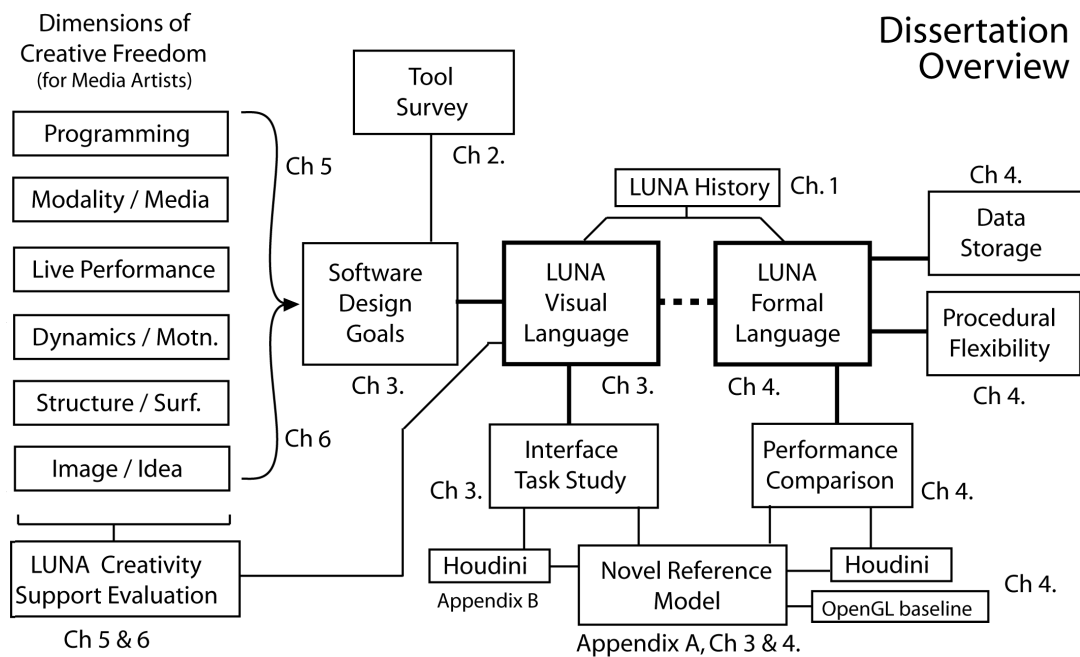 Dissertation
Overview
Dimensions of
Creative Freedom
(for Media Artists)
Programming
Modality / Media
Live Performance
Dynamics / Motn.
Structure / Surf.
Image / Idea
LUNA Creativity
Support Evaluation
Ch 5 & 6
Ch 5
Ch 6
Tool
Survey
Ch 2.
Software
Design
Goals
Ch 3.
LUNA History
Ch. 1
LUNA
Visual
Language
Ch 3.
LUNA
Formal
Language
Ch 4.
Ch 4.
Data
Storage
Procedural
Flexibility
Ch 4.
Interface
Task Study
Ch 3.
Performance
Comparison
Ch 4.
Houdini
Appendix B
Novel Reference
Model
Appendix A, Ch 3 & 4.
Houdini
OpenGL baseline
Ch 4.